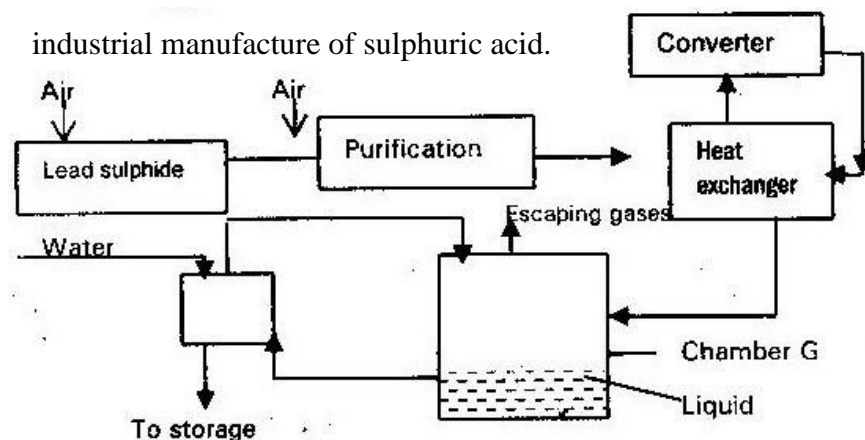 industrial manufacture of sulphuric acid.
Converter
Air
Air
Lead sulphide
Purification
Heat
exchanger
Escaping gases
Water
Chamber G
Liquid
To storage